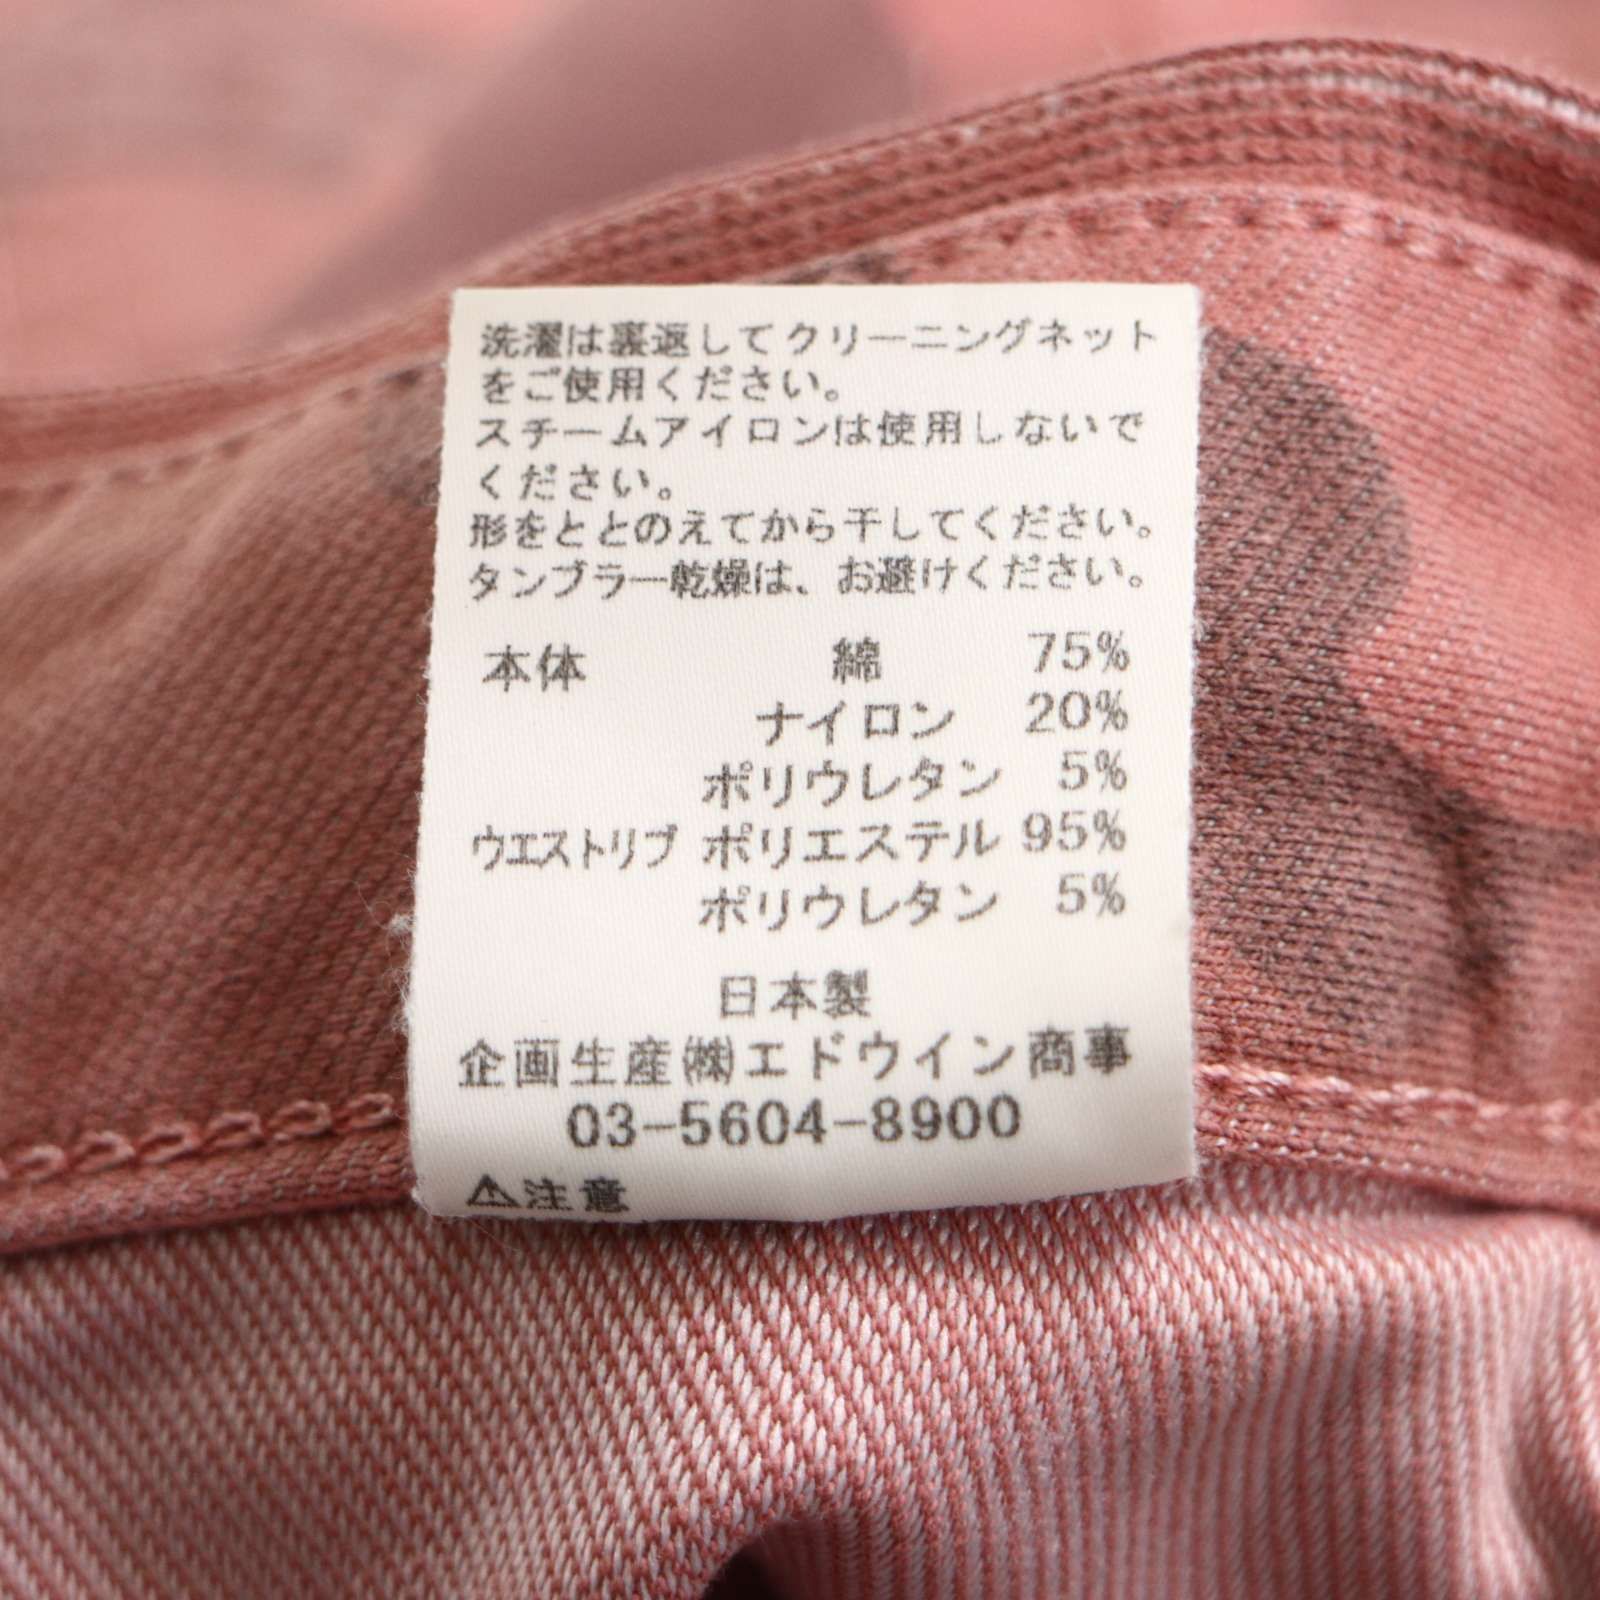 洗濯は裏返してクリーニングネット
をご使用ください。
スチームアイロンは使用しないで
ください。
形をととのえてから干してください。
タンブラー乾燥は、お避けください。
本体 綿 75%
ナイロン 20%
ポリウレタン 5%
ウエストリブ ポリエステル 95%
ポリウレタン 5%
日本製
企画生産㈱エドウイン商事
03-5604-8900
⚠注意